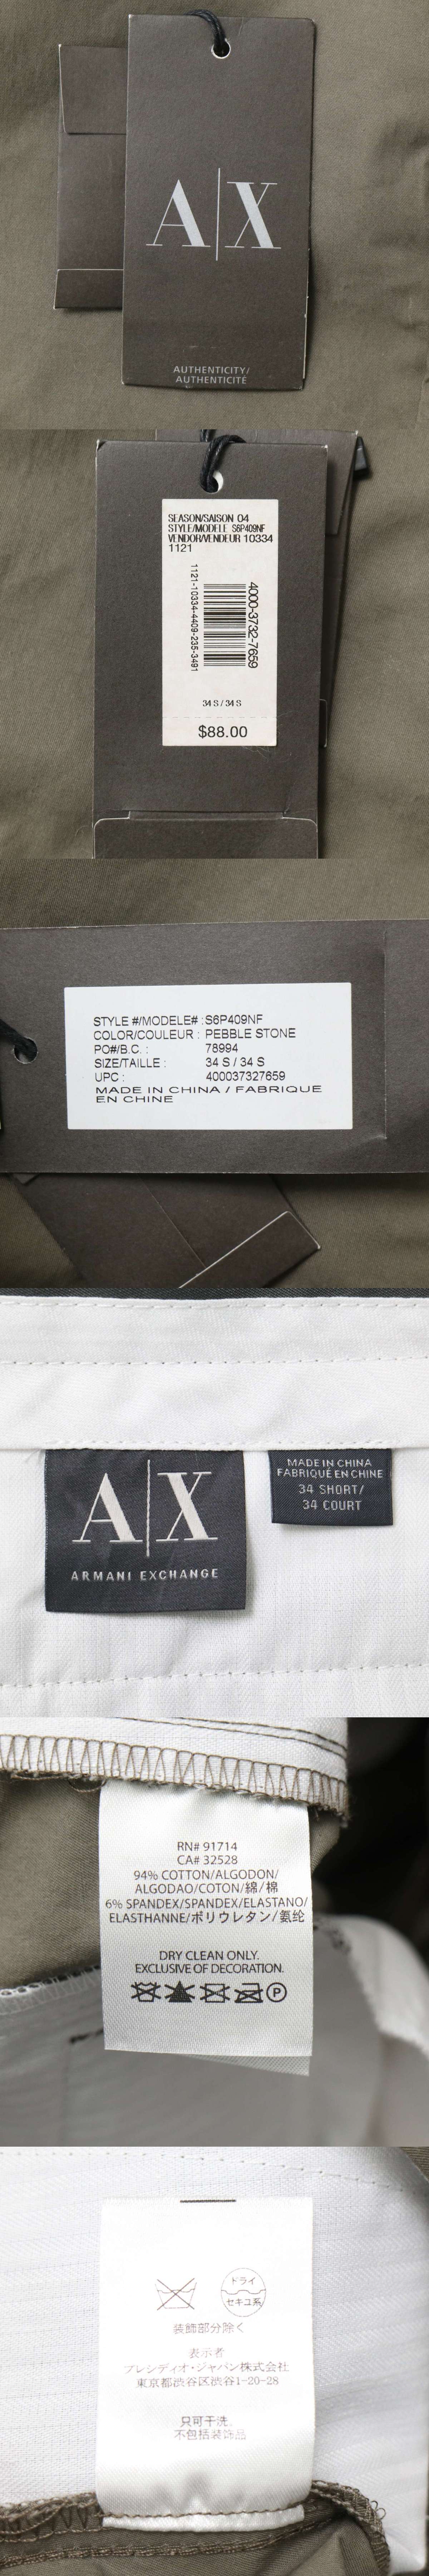 A|X
AUTHENTICITY/
AUTHENTICITÉ
SEASON/SAISON 04
STYLE/MODELE S6P409NF
VENDOR/VENDEUR 10334
1121
1121-10334-4409-235-3491
4000-3732-7659
34 S / 34 S
$88.00
STYLE #/MODELE# : S6P409NF
COLOR/COULEUR : PEBBLE STONE
PO#/B.C. : 78994
SIZE/TAILLE : 34 S / 34 S
UPC : 400037327659
MADE IN CHINA / FABRIQUE
EN CHINE
A|X
ARMANI EXCHANGE
MADE IN CHINA
FABRIQUÉ EN CHINE
34 SHORT/
34 COURT
RN# 91714
CA# 32528
94% COTTON/ALGODON/
ALGODAO/COTON/綿/棉
6% SPANDEX/SPANDEX/ELASTANO/
ELASTHANNE/ポリウレタン/氨纶
DRY CLEAN ONLY.
EXCLUSIVE OF DECORATION.
P
ドライ
セキユ系
装飾部分除く
表示者
プレシディオ・ジャパン株式会社
東京都渋谷区渋谷1-20-28
只可干洗,
不包括装饰品